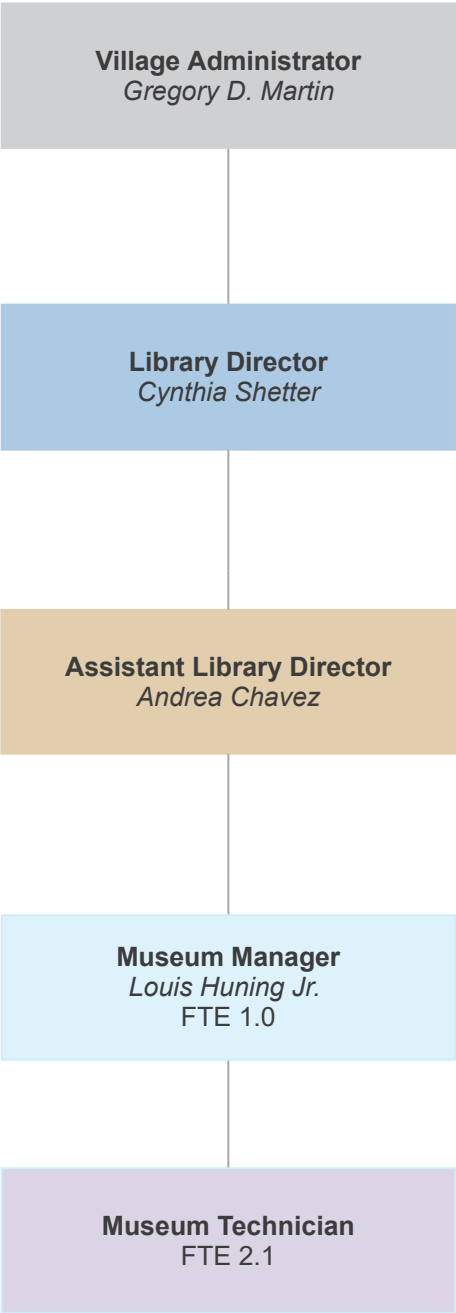 Village Administrator
Gregory D. Martin
Library Director
Cynthia Shetter
Assistant Library Director
Andrea Chavez
Museum Manager
Louis Huning Jr.
FTE 1.0
Museum Technician
FTE 2.1